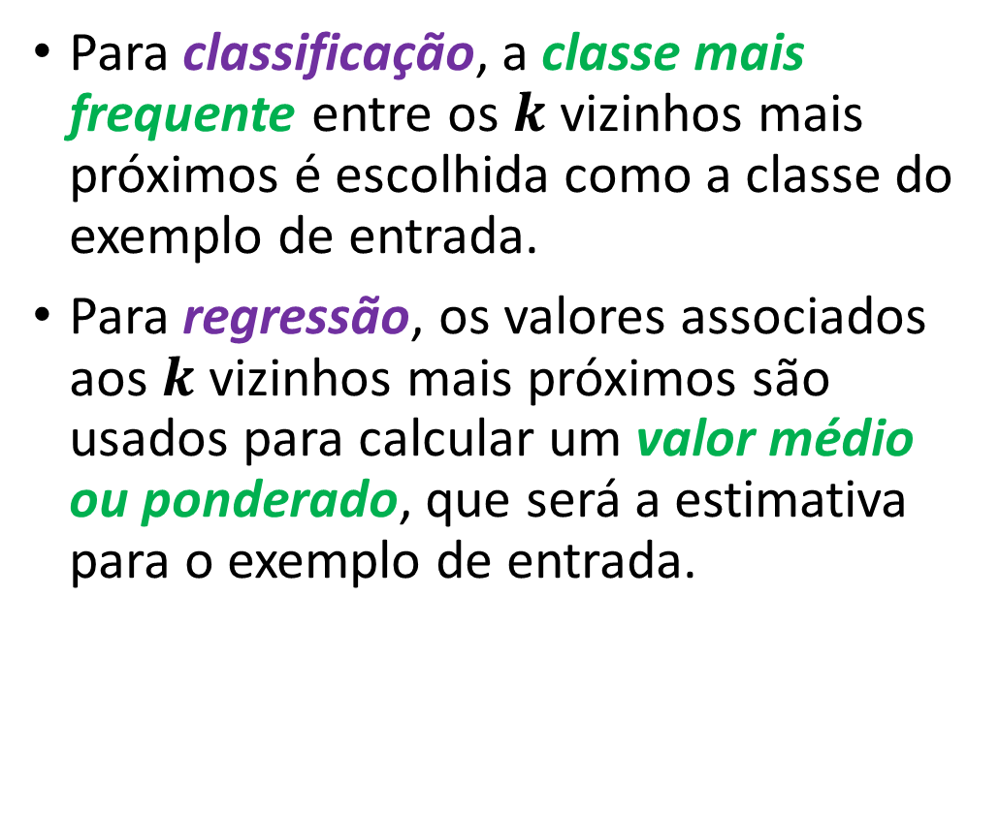 • Para classificação, a classe mais
frequente entre os k vizinhos mais
próximos é escolhida como a classe do
exemplo de entrada.
• Para regressão, os valores associados
aos k vizinhos mais próximos são
usados para calcular um valor médio
ou ponderado, que será a estimativa
para o exemplo de entrada.